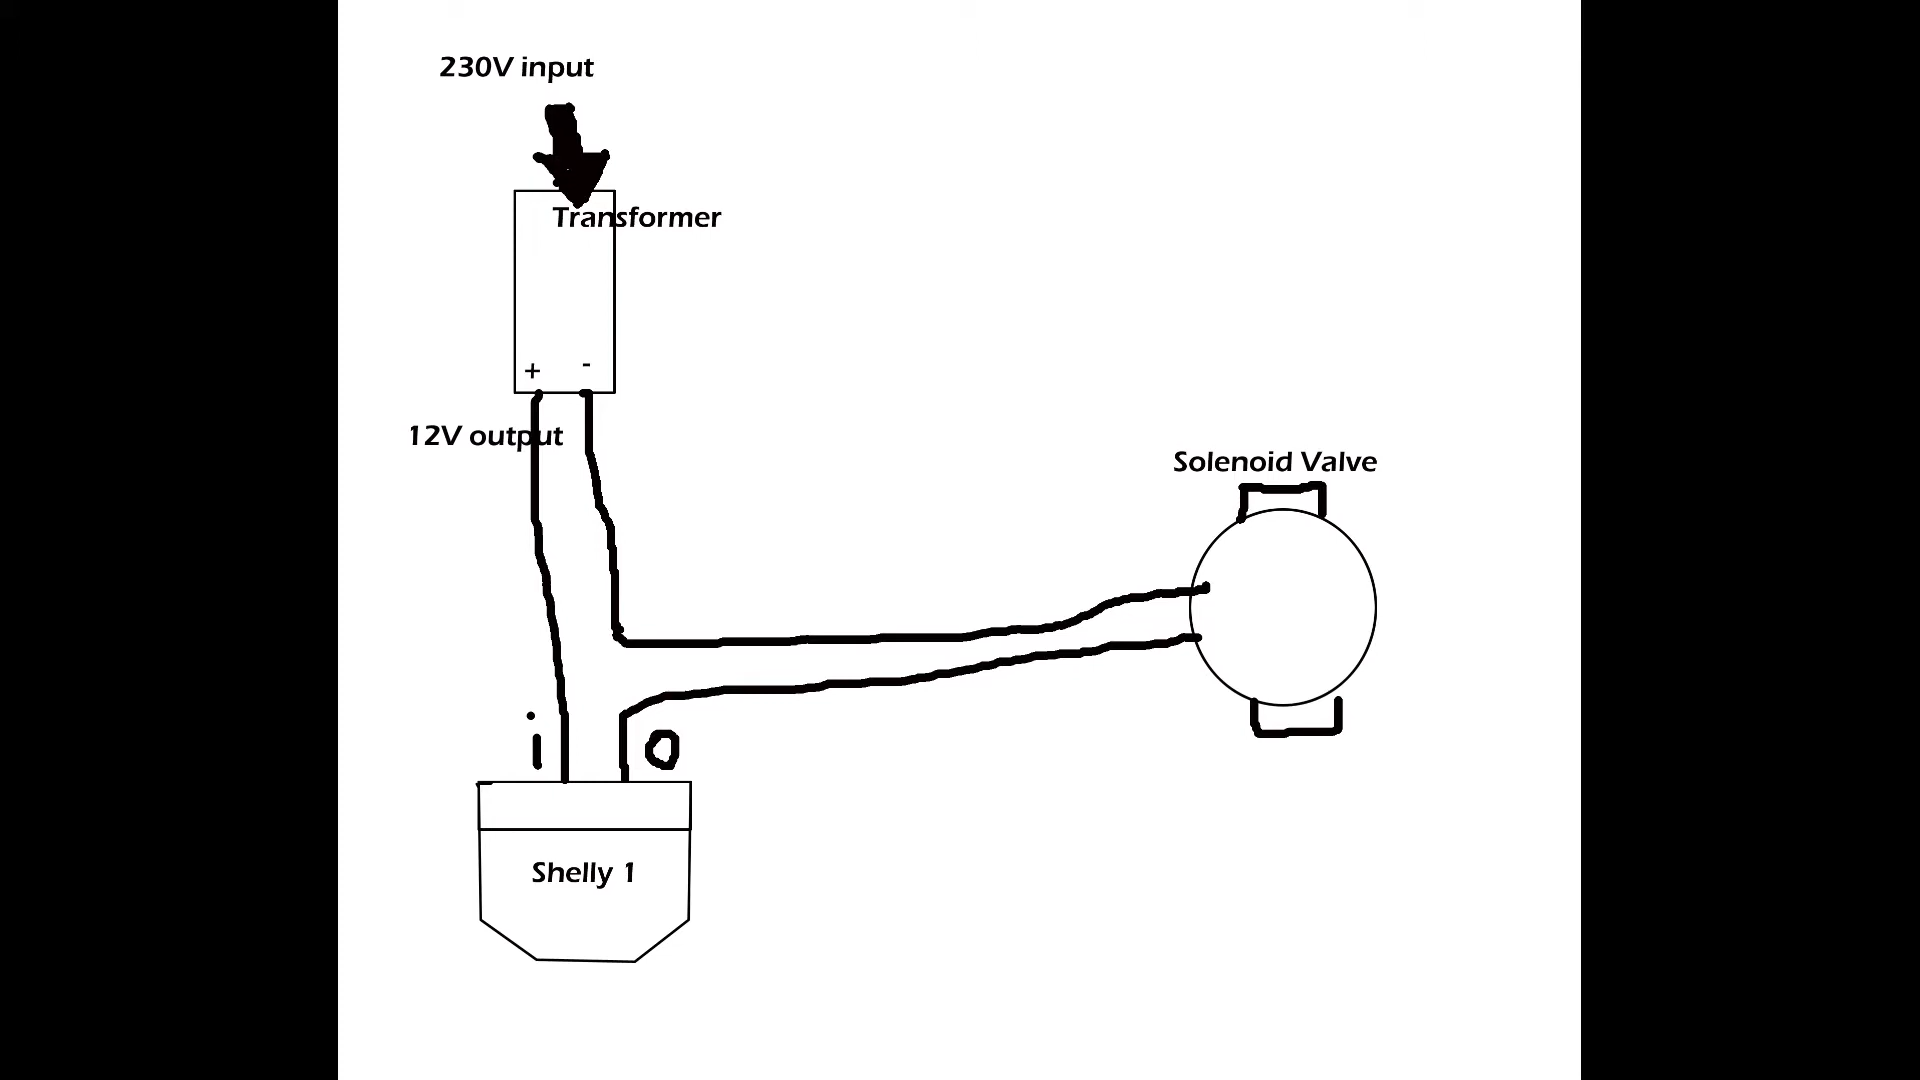 230V input
Transformer
+ -
12V output
Solenoid Valve
i o
Shelly 1